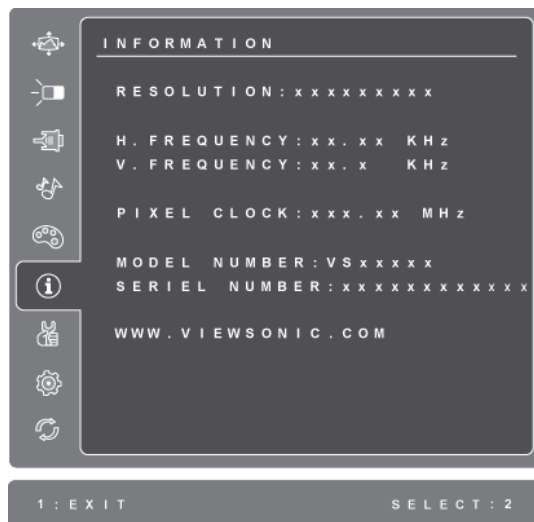 INFORMATION
RESOLUTION:xxxxxxxxx
H. FREQUENCY:xx.xx KHz
V. FREQUENCY:xx.x KHz
PIXEL CLOCK:xxx.xx MHz
MODEL NUMBER:VSxxxxx
SERIEL NUMBER:xxxxxxxxxxxx
WWW.VIEWSONIC.COM
1:EXIT SELECT:2